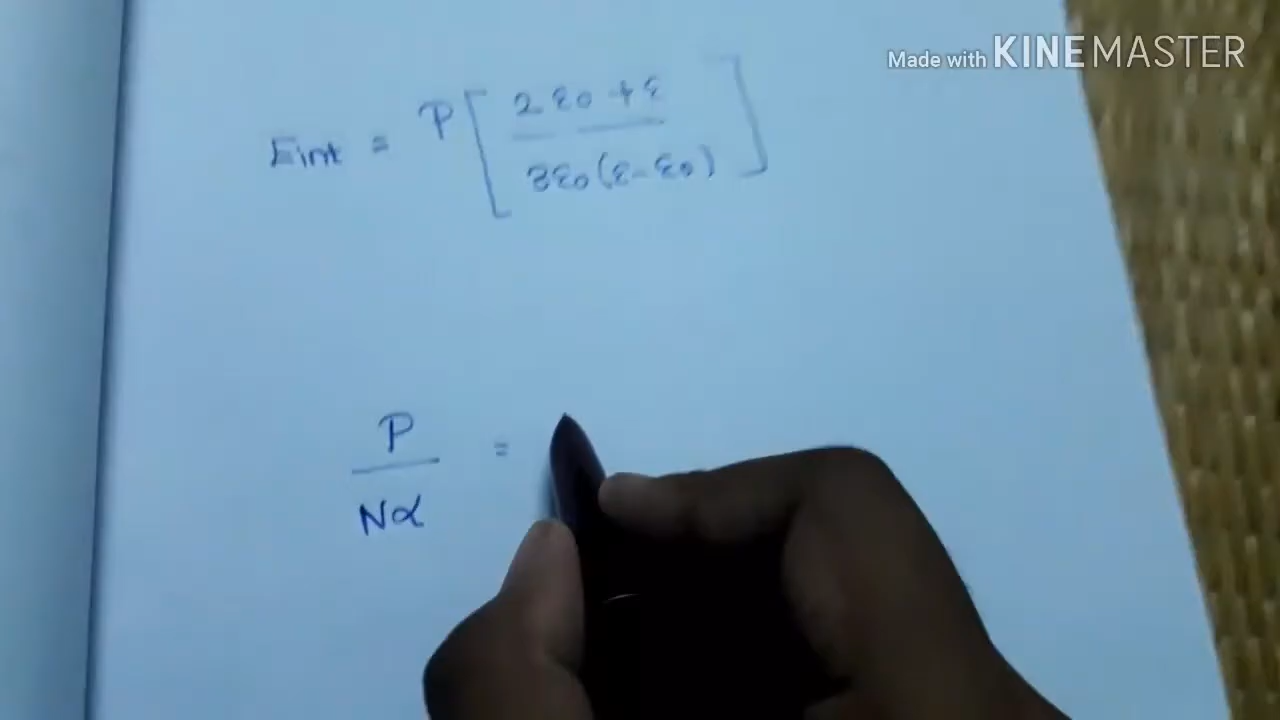 Made with KINEMASTER
Eint = P[ 2ε0 + ε / 3ε0(ε-ε0) ]
P / Nα =